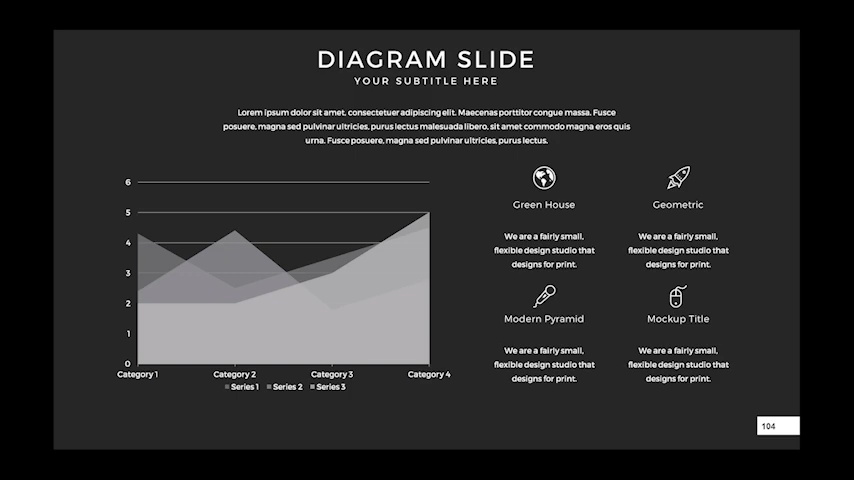 DIAGRAM SLIDE
YOUR SUBTITLE HERE
Lorem ipsum dolor sit amet, consectetuer adipiscing elit. Maecenas porttitor congue massa. Fusce
posuere, magna sed pulvinar ultricies, purus lectus malesuada libero, sit amet commodo magna eros quis
urna. Fusce posuere, magna sed pulvinar ultricies, purus lectus.
6
5
4
3
2
1
0
Category 1
Category 2
Category 3
Category 4
Series 1
Series 2
Series 3
Green House
We are a fairly small,
flexible design studio that
designs for print.
Geometric
We are a fairly small,
flexible design studio that
designs for print.
Modern Pyramid
We are a fairly small,
flexible design studio that
designs for print.
Mockup Title
We are a fairly small,
flexible design studio that
designs for print.
104